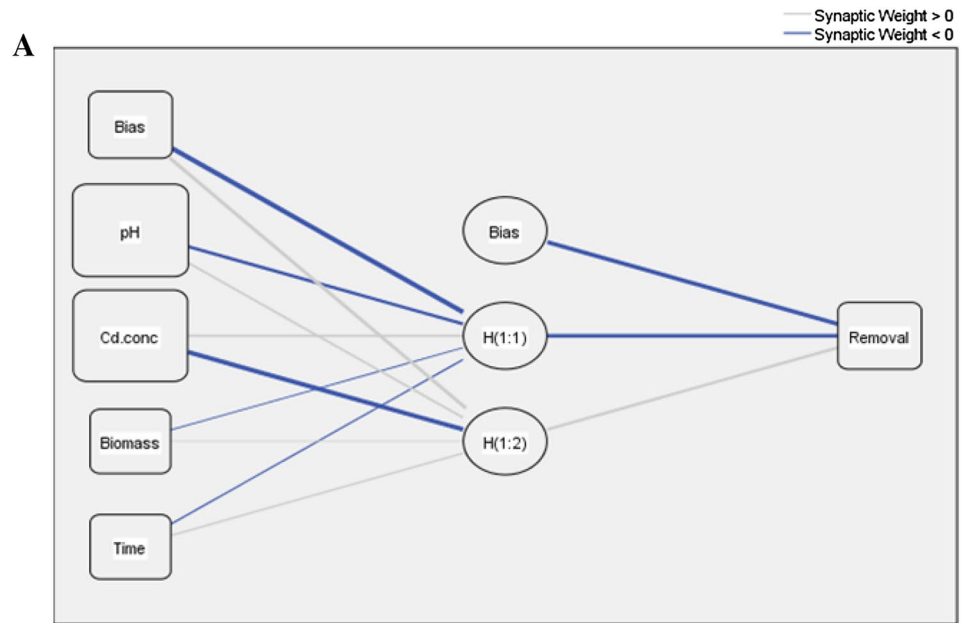 Synaptic Weight > 0
Synaptic Weight < 0
A
Bias
pH
Cd.conc
Biomass
Time
Bias
H(1:1)
H(1:2)
Removal